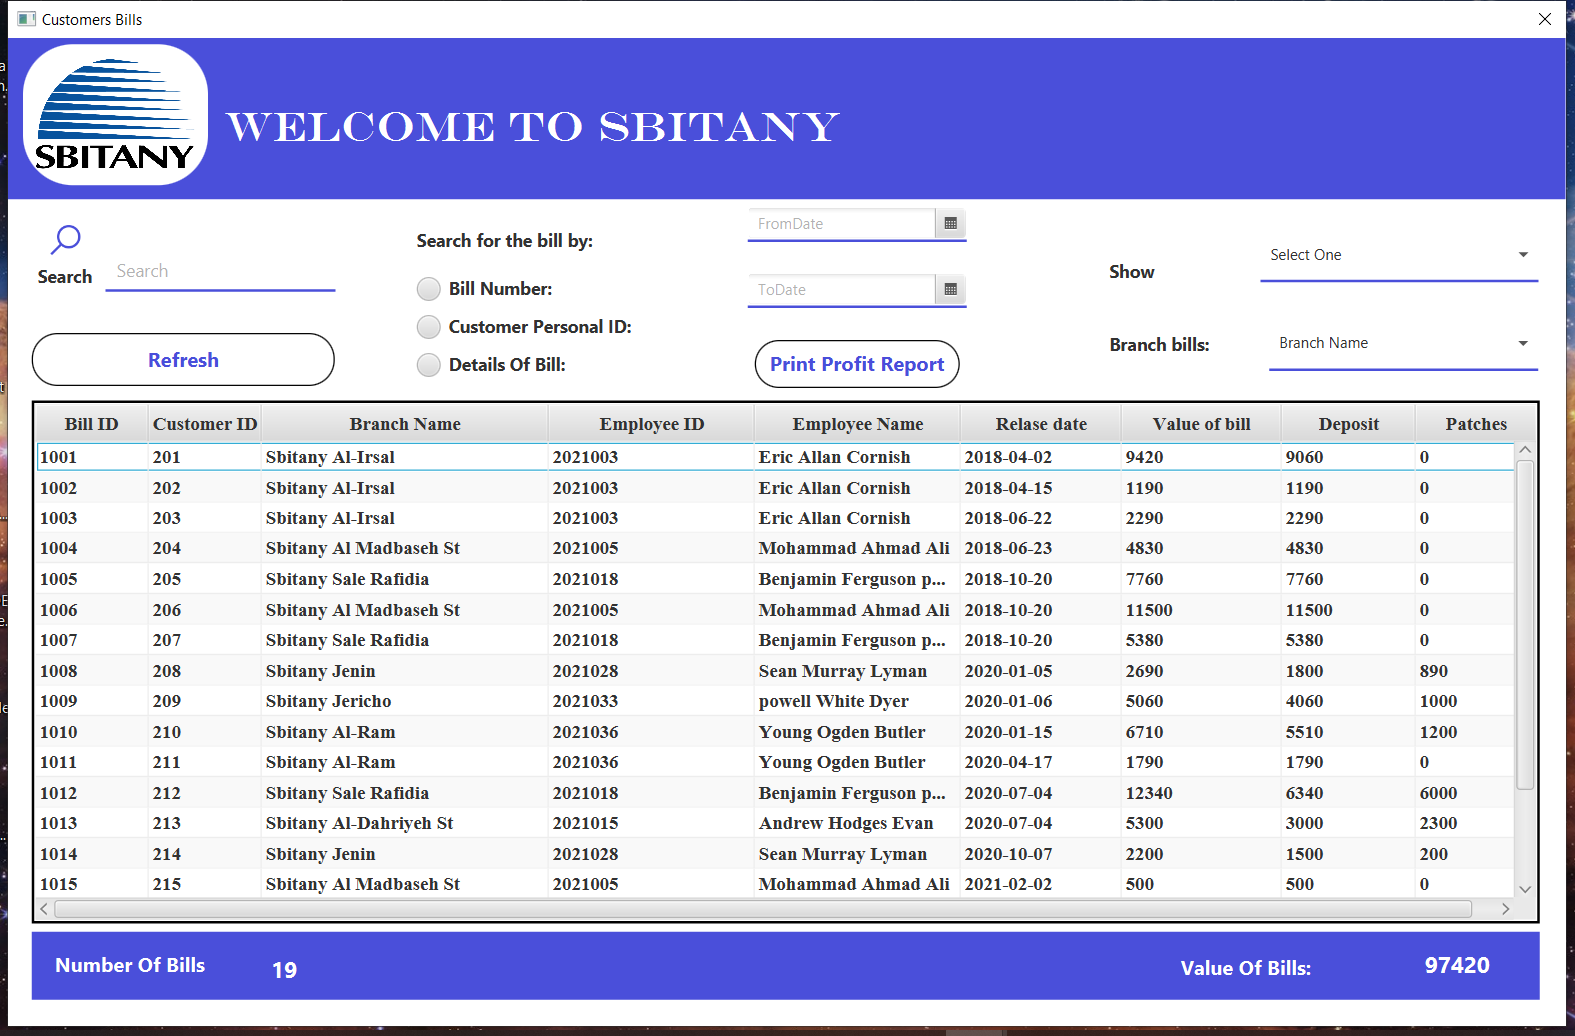 Customers Bills
SBITANY
WELCOME TO SBITANY
Search
Search
Refresh
Search for the bill by:
Bill Number:
Customer Personal ID:
Details Of Bill:
FromDate
ToDate
Print Profit Report
Show
Select One
Branch bills:
Branch Name
Bill ID Customer ID Branch Name Employee ID Employee Name Relase date Value of bill Deposit Patches
1001 201 Sbitany Al-Irsal 2021003 Eric Allan Cornish 2018-04-02 9420 9060 0
1002 202 Sbitany Al-Irsal 2021003 Eric Allan Cornish 2018-04-15 1190 1190 0
1003 203 Sbitany Al-Irsal 2021003 Eric Allan Cornish 2018-06-22 2290 2290 0
1004 204 Sbitany Al Madbaseh St 2021005 Mohammad Ahmad Ali 2018-06-23 4830 4830 0
1005 205 Sbitany Sale Rafidia 2021018 Benjamin Ferguson p... 2018-10-20 7760 7760 0
1006 206 Sbitany Al Madbaseh St 2021005 Mohammad Ahmad Ali 2018-10-20 11500 11500 0
1007 207 Sbitany Sale Rafidia 2021018 Benjamin Ferguson p... 2018-10-20 5380 5380 0
1008 208 Sbitany Jenin 2021028 Sean Murray Lyman 2020-01-05 2690 1800 890
1009 209 Sbitany Jericho 2021033 powell White Dyer 2020-01-06 5060 4060 1000
1010 210 Sbitany Al-Ram 2021036 Young Ogden Butler 2020-01-15 6710 5510 1200
1011 211 Sbitany Al-Ram 2021036 Young Ogden Butler 2020-04-17 1790 1790 0
1012 212 Sbitany Sale Rafidia 2021018 Benjamin Ferguson p... 2020-07-04 12340 6340 6000
1013 213 Sbitany Al-Dahriyeh St 2021015 Andrew Hodges Evan 2020-07-04 5300 3000 2300
1014 214 Sbitany Jenin 2021028 Sean Murray Lyman 2020-10-07 2200 1500 200
1015 215 Sbitany Al Madbaseh St 2021005 Mohammad Ahmad Ali 2021-02-02 500 500 0
Number Of Bills 19 Value Of Bills: 97420